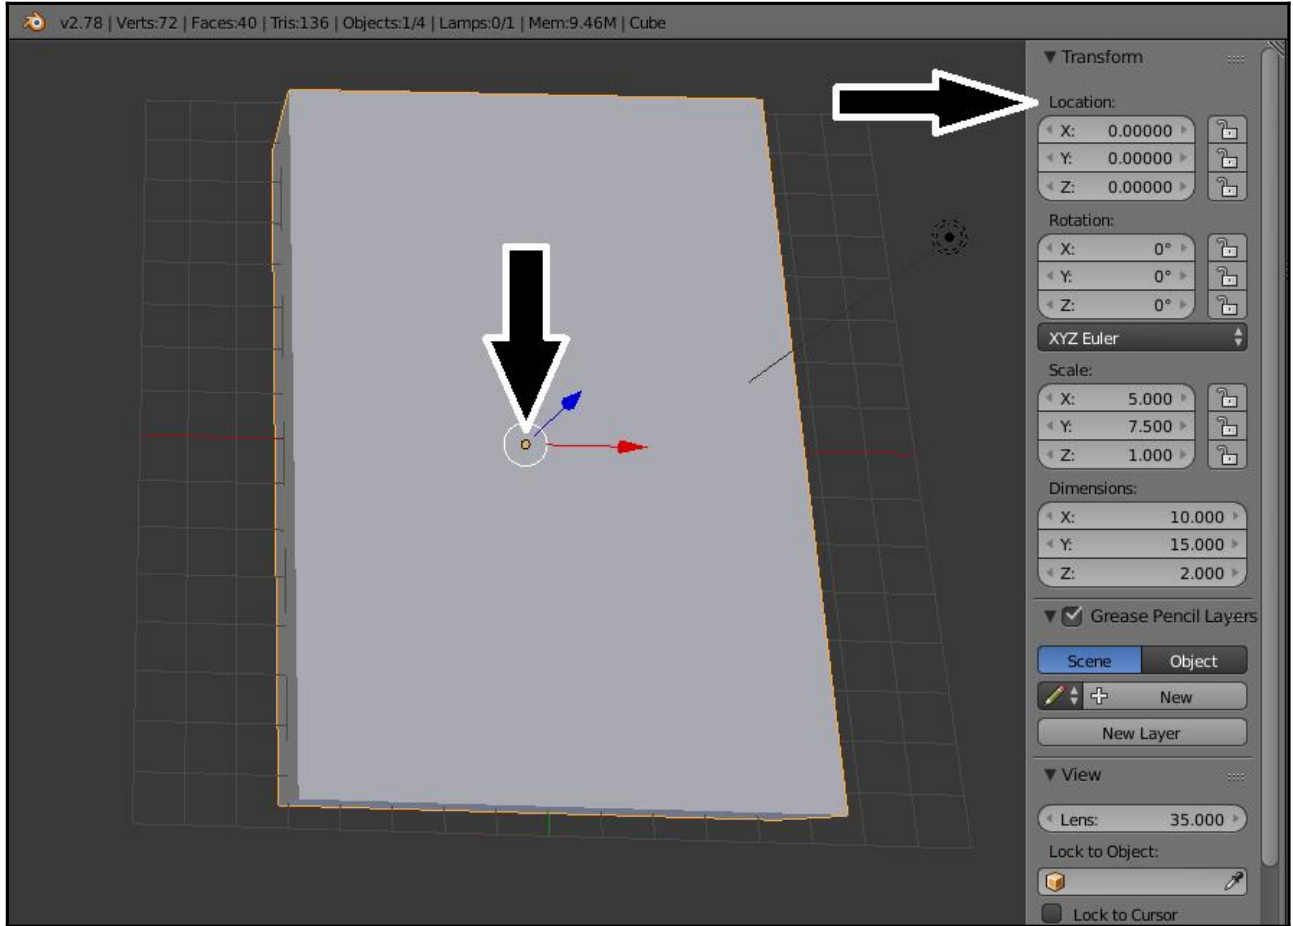 v2.78 | Verts:72 | Faces:40 | Tris:136 | Objects:1/4 | Lamps:0/1 | Mem:9.46M | Cube
Transform
Location:
X: 0.00000
Y: 0.00000
Z: 0.00000
Rotation:
X: 0°
Y: 0°
Z: 0°
XYZ Euler
Scale:
X: 5.000
Y: 7.500
Z: 1.000
Dimensions:
X: 10.000
Y: 15.000
Z: 2.000
Grease Pencil Layers
Scene Object
New
New Layer
View
Lens: 35.000
Lock to Object:
Lock to Cursor